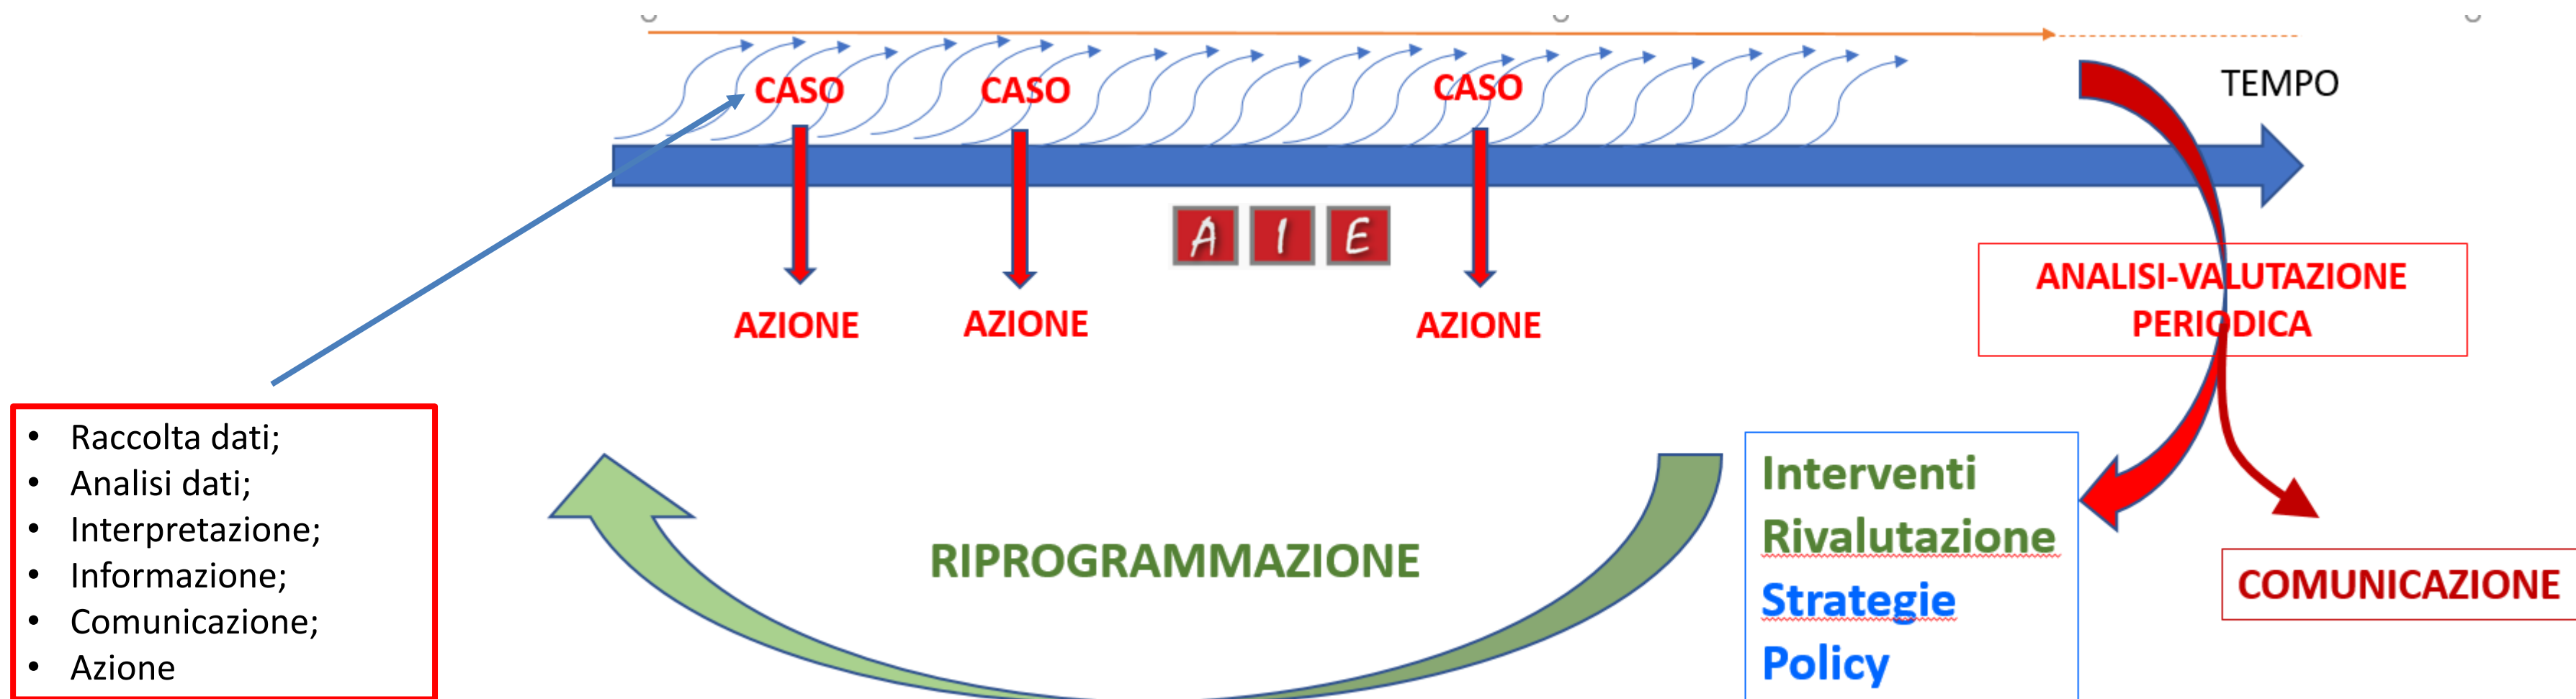 CASO
CASO
CASO
TEMPO
A I E
AZIONE
AZIONE
AZIONE
ANALISI-VALUTAZIONE
PERIODICA
• Raccolta dati;
• Analisi dati;
• Interpretazione;
• Informazione;
• Comunicazione;
• Azione
RIPROGRAMMAZIONE
Interventi
Rivalutazione
Strategie
Policy
COMUNICAZIONE